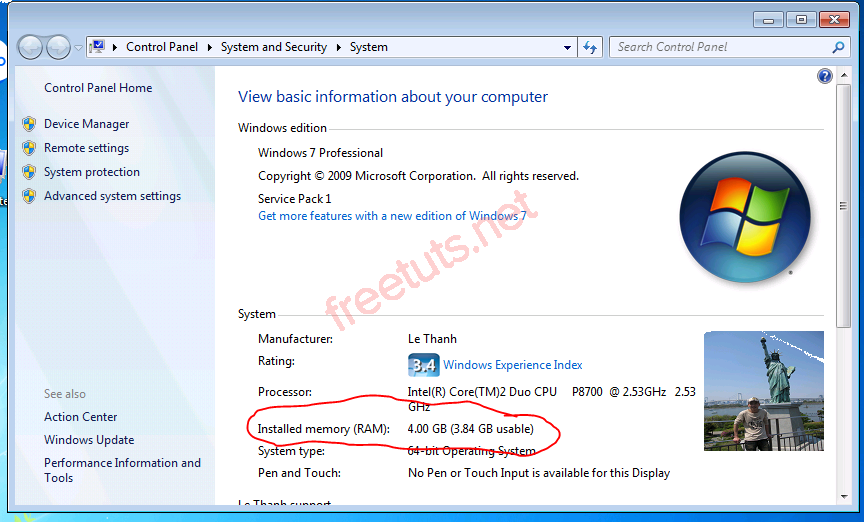 Control Panel ▸ System and Security ▸ System
Search Control Panel
Control Panel Home
Device Manager
Remote settings
System protection
Advanced system settings
See also
Action Center
Windows Update
Performance Information and
Tools
View basic information about your computer
Windows edition
Windows 7 Professional
Copyright © 2009 Microsoft Corporation.  All rights reserved.
Service Pack 1
Get more features with a new edition of Windows 7
freetuts.net
System
Manufacturer: Le Thanh
Rating: 3.4 Windows Experience Index
Processor: Intel(R) Core(TM)2 Duo CPU P8700 @ 2.53GHz 2.53
GHz
Installed memory (RAM): 4.00 GB (3.84 GB usable)
System type: 64-bit Operating System
Pen and Touch: No Pen or Touch Input is available for this Display
Le Thanh support